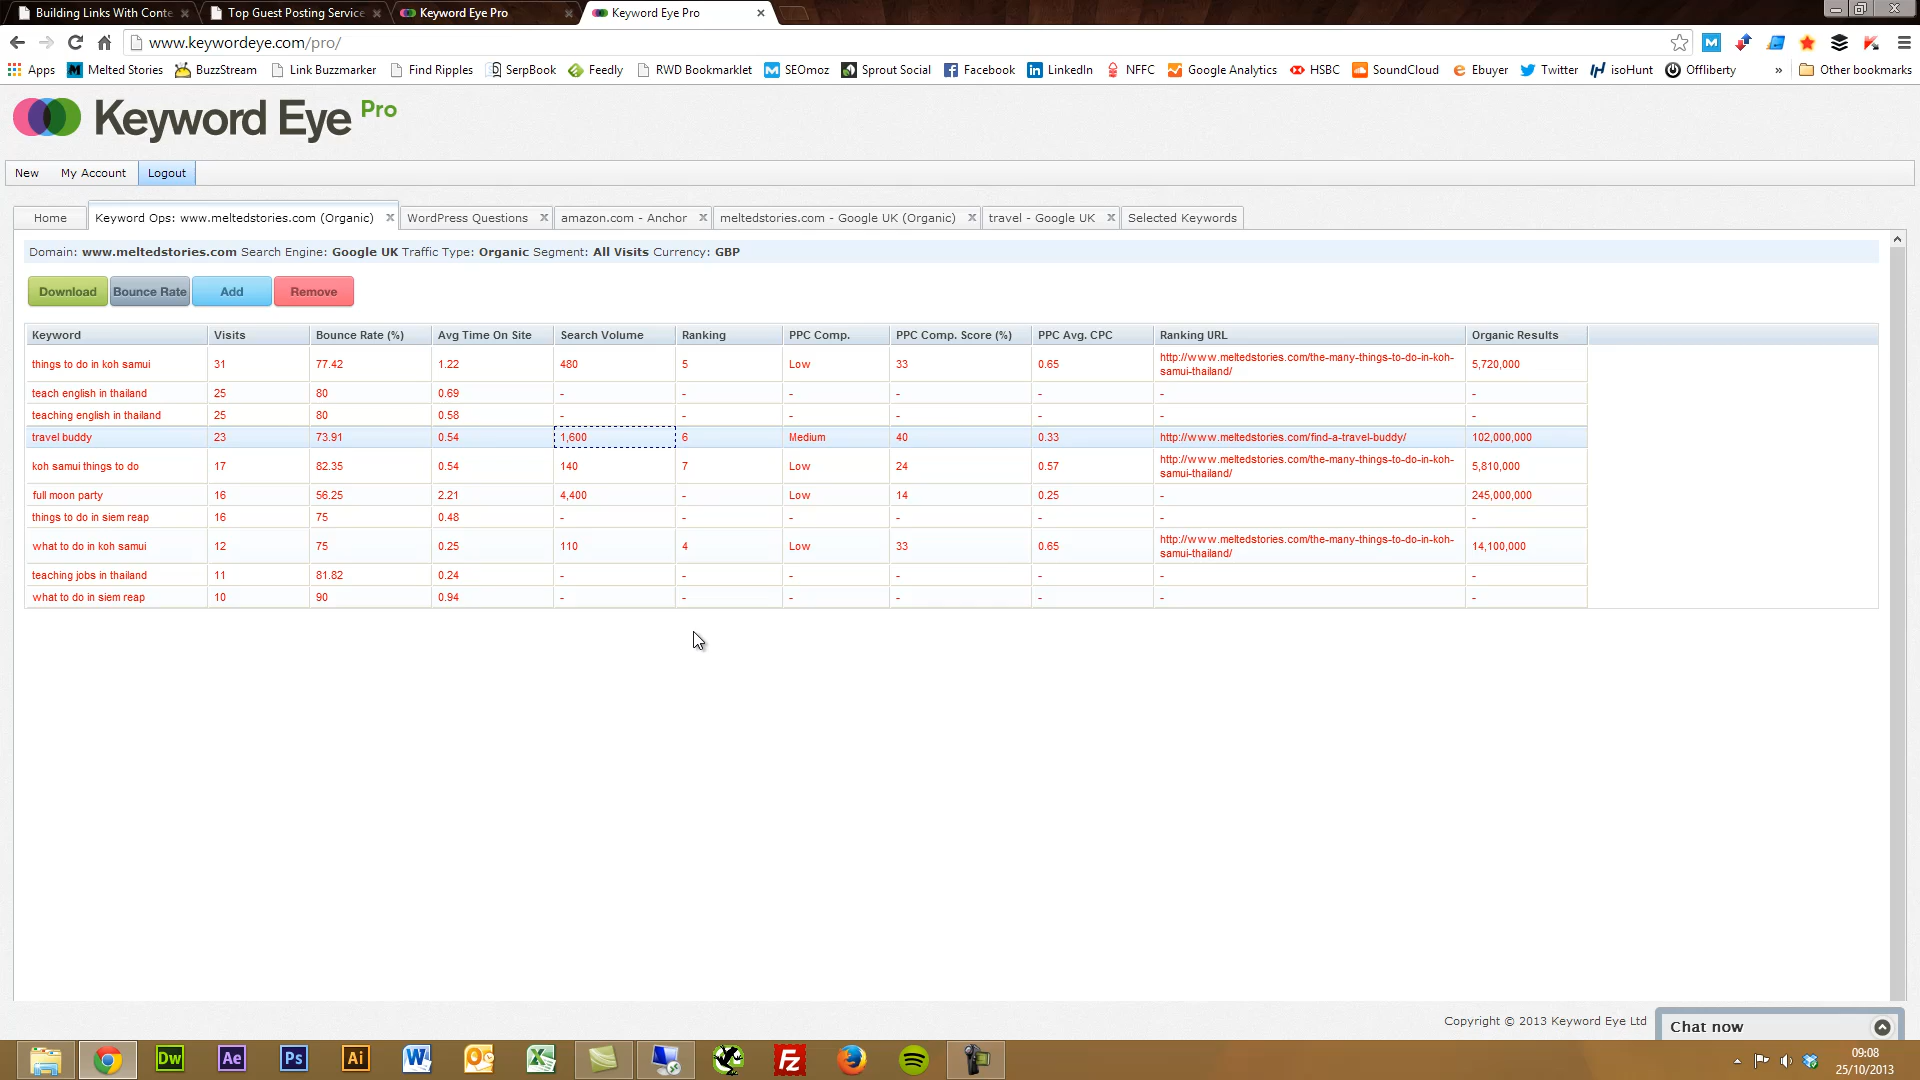 Building Links With Conte
Top Guest Posting Service
Keyword Eye Pro
Keyword Eye Pro
www.keywordeye.com/pro/
Apps
Melted Stories
BuzzStream
Link Buzzmarker
Find Ripples
SerpBook
Feedly
RWD Bookmarklet
SEOmoz
Sprout Social
Facebook
LinkedIn
NFFC
Google Analytics
HSBC
SoundCloud
Ebuyer
Twitter
isoHunt
Offliberty
»
Other bookmarks
Keyword Eye Pro
New My Account Logout
Home
Keyword Ops: www.meltedstories.com (Organic)
WordPress Questions
amazon.com - Anchor
meltedstories.com - Google UK (Organic)
travel - Google UK
Selected Keywords
Domain: www.meltedstories.com Search Engine: Google UK Traffic Type: Organic Segment: All Visits Currency: GBP
Download Bounce Rate Add Remove
Keyword Visits Bounce Rate (%) Avg Time On Site Search Volume Ranking PPC Comp. PPC Comp. Score (%) PPC Avg. CPC Ranking URL Organic Results
things to do in koh samui 31 77.42 1.22 480 5 Low 33 0.65 http://www.meltedstories.com/the-many-things-to-do-in-koh- 5,720,000
samui-thailand/
teach english in thailand 25 80 0.69 - - - - - - -
teaching english in thailand 25 80 0.58 - - - - - - -
travel buddy 23 73.91 0.54 1,600 6 Medium 40 0.33 http://www.meltedstories.com/find-a-travel-buddy/ 102,000,000
koh samui things to do 17 82.35 0.54 140 7 Low 24 0.57 http://www.meltedstories.com/the-many-things-to-do-in-koh- 5,810,000
samui-thailand/
full moon party 16 56.25 2.21 4,400 - Low 14 0.25 - 245,000,000
things to do in siem reap 16 75 0.48 - - - - - - -
what to do in koh samui 12 75 0.25 110 4 Low 33 0.65 http://www.meltedstories.com/the-many-things-to-do-in-koh- 14,100,000
samui-thailand/
teaching jobs in thailand 11 81.82 0.24 - - - - - - -
what to do in siem reap 10 90 0.94 - - - - - - -
Copyright © 2013 Keyword Eye Ltd
Chat now
Dw
Ae
Ps
Ai
W
Fz
09:08
25/10/2013